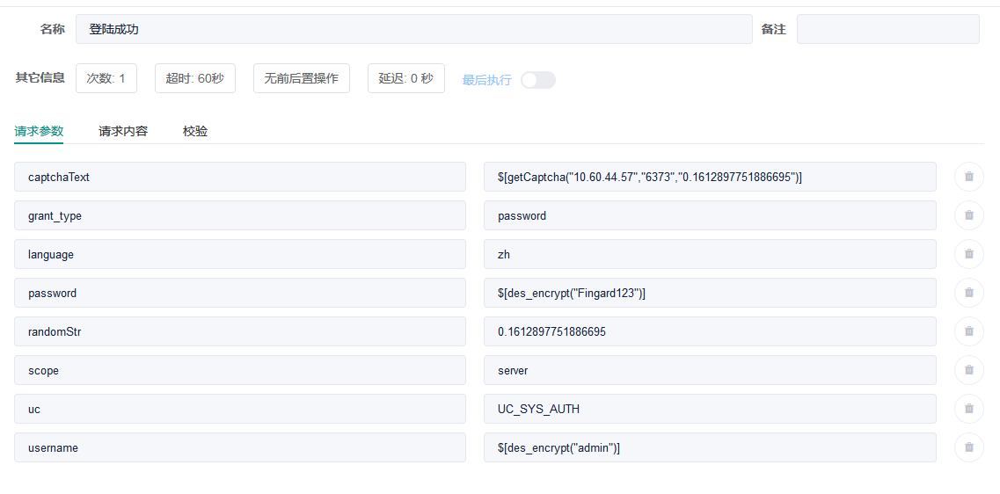 名称 登陆成功 备注
其它信息 次数: 1 超时: 60秒 无前后置操作 延迟: 0 秒 最后执行
请求参数 请求内容 校验
captchaText $[getCaptcha("10.60.44.57","6373","0.1612897751886695")]
grant_type password
language zh
password $[des_encrypt("Fingard123")]
randomStr 0.1612897751886695
scope server
uc UC_SYS_AUTH
username $[des_encrypt("admin")]